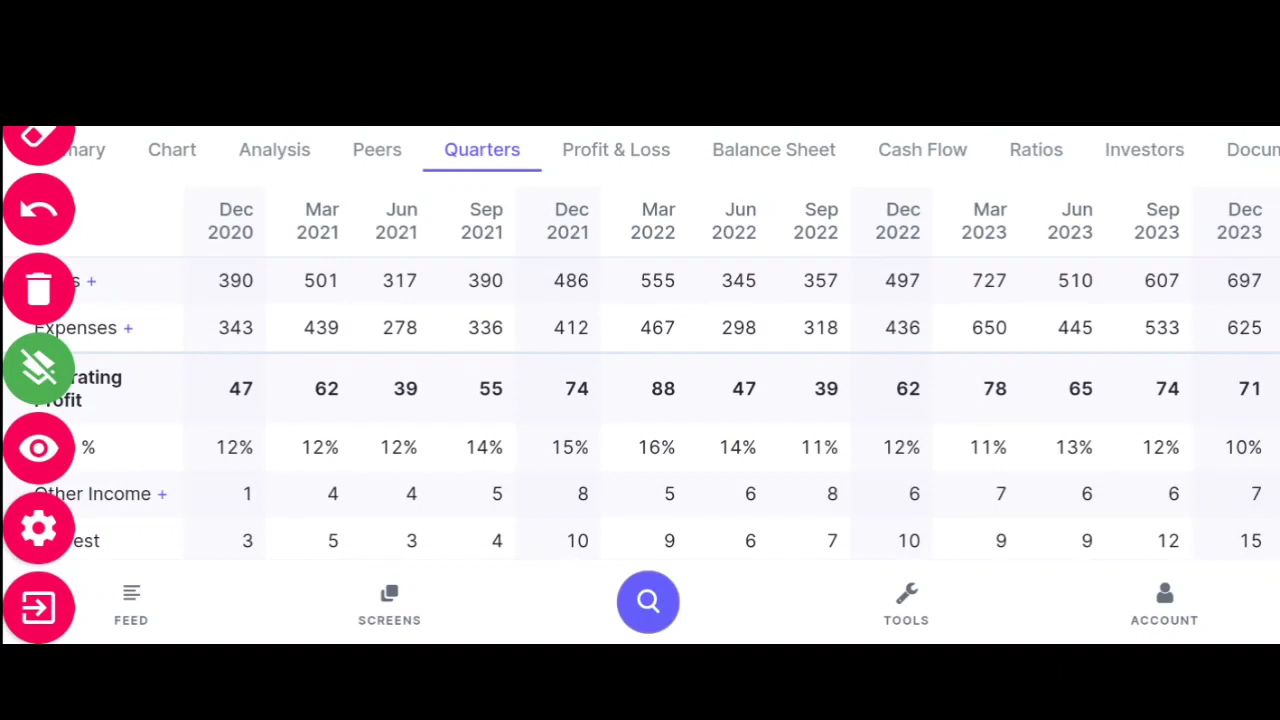 mary Chart Analysis Peers Quarters Profit & Loss Balance Sheet Cash Flow Ratios Investors Docum
Dec 2020 Mar 2021 Jun 2021 Sep 2021 Dec 2021 Mar 2022 Jun 2022 Sep 2022 Dec 2022 Mar 2023 Jun 2023 Sep 2023 Dec 2023
s + 390 501 317 390 486 555 345 357 497 727 510 607 697
Expenses + 343 439 278 336 412 467 298 318 436 650 445 533 625
rating Profit 47 62 39 55 74 88 47 39 62 78 65 74 71
% 12% 12% 12% 14% 15% 16% 14% 11% 12% 11% 13% 12% 10%
Other Income + 1 4 4 5 8 5 6 8 6 7 6 6 7
est 3 5 3 4 10 9 6 7 10 9 9 12 15
FEED SCREENS TOOLS ACCOUNT